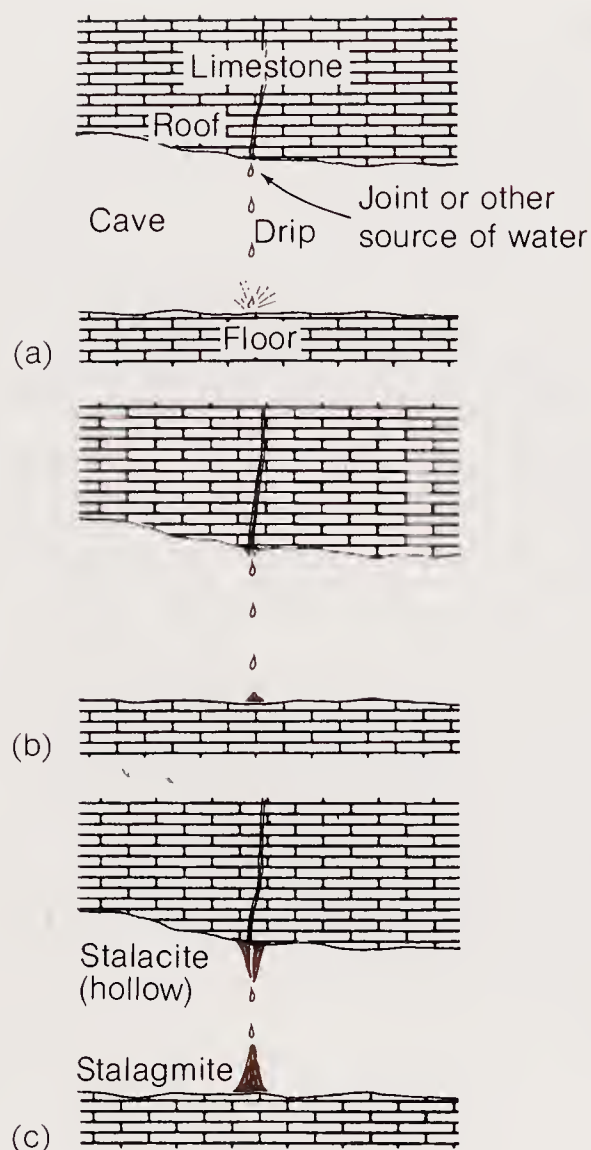 Limestone
Roof
Joint or other
source of water
Cave
Drip
Floor
(a)
(b)
Stalacite
(hollow)
Stalagmite
(c)